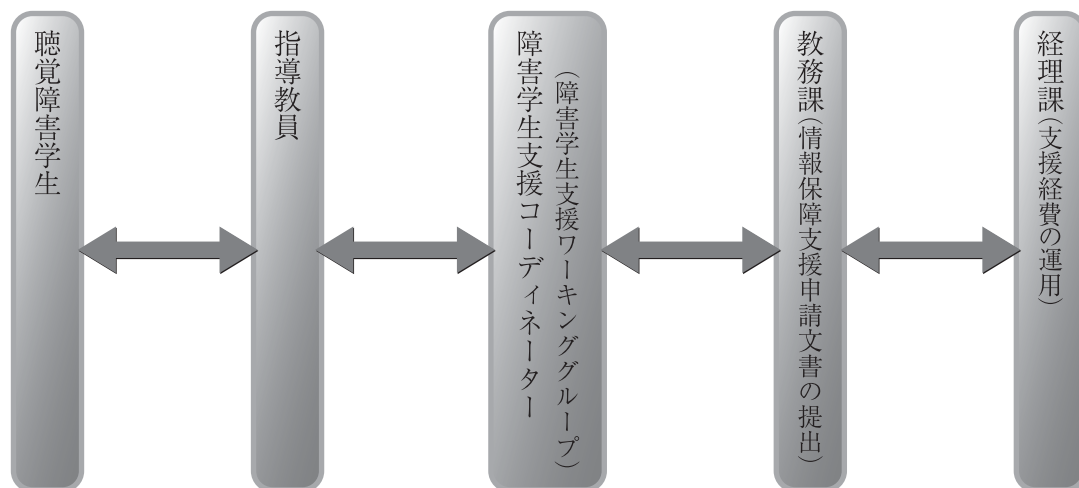 聴覚障害学生
指導教員
障害学生支援コーディネーター
(障害学生支援ワーキンググループ)
教務課(情報保障支援申請文書の提出)
経理課(支援経費の運用)